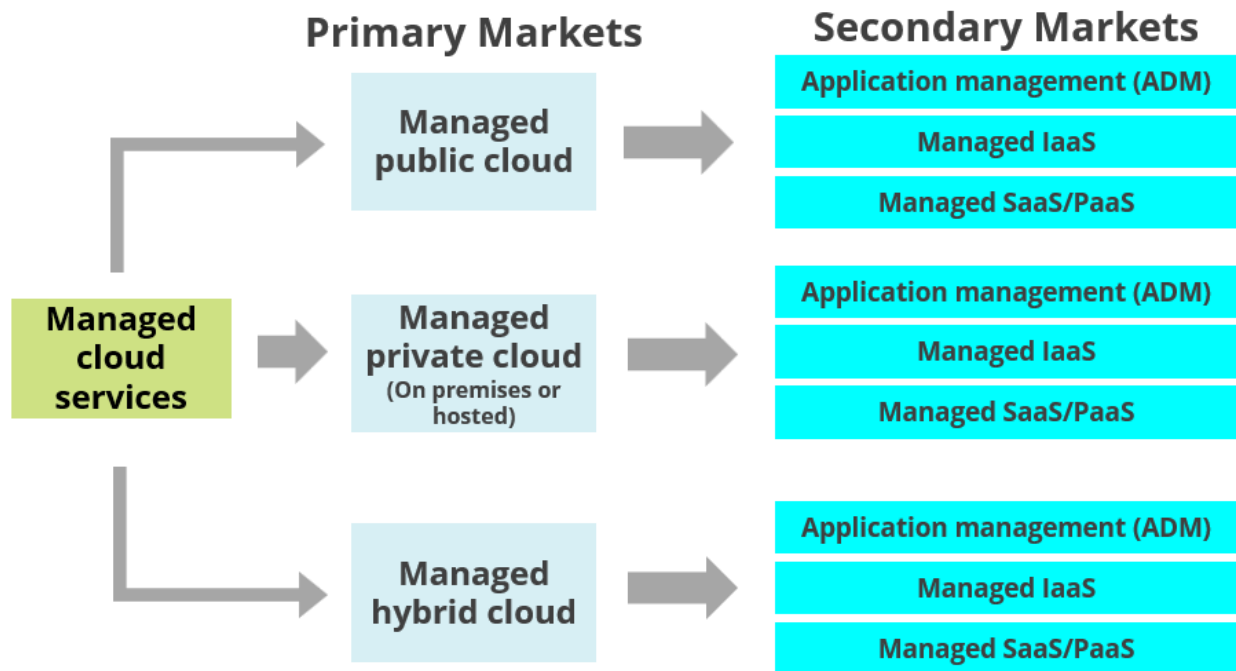 Primary Markets
Secondary Markets
Managed
public cloud
Application management (ADM)
Managed IaaS
Managed SaaS/PaaS
Managed
cloud
services
Managed
private cloud
(On premises or
hosted)
Application management (ADM)
Managed IaaS
Managed SaaS/PaaS
Managed
hybrid cloud
Application management (ADM)
Managed IaaS
Managed SaaS/PaaS